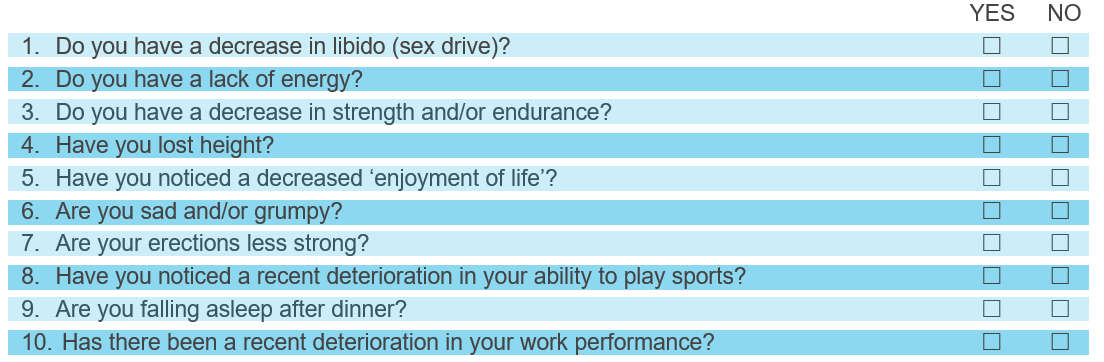 YES NO
1. Do you have a decrease in libido (sex drive)? ☐ ☐
2. Do you have a lack of energy? ☐ ☐
3. Do you have a decrease in strength and/or endurance? ☐ ☐
4. Have you lost height? ☐ ☐
5. Have you noticed a decreased ‘enjoyment of life’? ☐ ☐
6. Are you sad and/or grumpy? ☐ ☐
7. Are your erections less strong? ☐ ☐
8. Have you noticed a recent deterioration in your ability to play sports? ☐ ☐
9. Are you falling asleep after dinner? ☐ ☐
10. Has there been a recent deterioration in your work performance? ☐ ☐